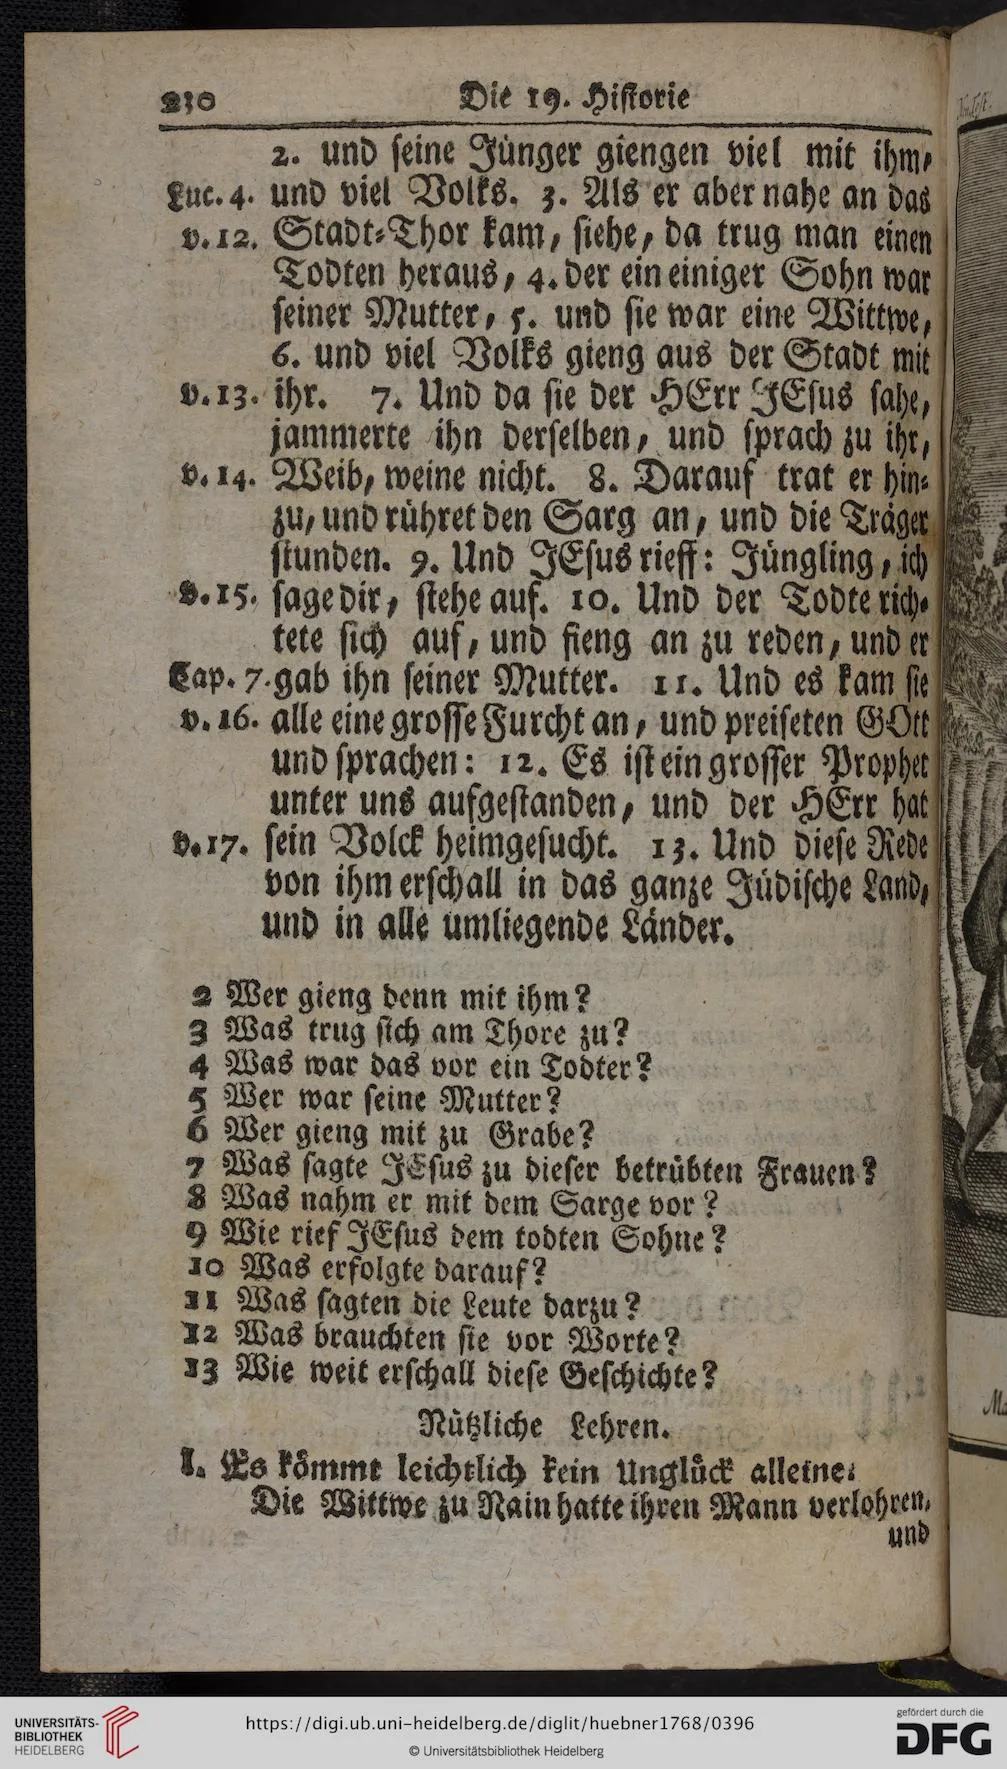 230 Die 19. Historie
2. und seine Jünger giengen viel mit ihm,
Luc. 4. und viel Volks. 3. Als er aber nahe an das
v. 12. Stadt-Thor kam, siehe, da trug man einen
Todten heraus, 4. der ein einiger Sohn war
seiner Mutter, 5. und sie war eine Wittwe,
6. und viel Volks gieng aus der Stadt mit
v. 13. ihr. 7. Und da sie der HErr JEsus sahe,
jammerte ihn derselben, und sprach zu ihr,
v. 14. Weib, weine nicht. 8. Darauf trat er hin-
zu, und rühret den Sarg an, und die Träger
stunden. 9. Und JEsus rieff: Jüngling, ich
v. 15. sage dir, stehe auf. 10. Und der Todte rich-
tete sich auf, und fieng an zu reden, und er
Cap. 7. gab ihn seiner Mutter. 11. Und es kam sie
v. 16. alle eine grosse Furcht an, und preiseten GOtt
und sprachen: 12. Es ist ein grosser Prophet
unter uns aufgestanden, und der HErr hat
v. 17. sein Volck heimgesucht. 13. Und diese Rede
von ihm erschall in das ganze Jüdische Land,
und in alle umliegende Länder.
2 Wer gieng denn mit ihm?
3 Was trug sich am Thore zu?
4 Was war das vor ein Todter?
5 Wer war seine Mutter?
6 Wer gieng mit zu Grabe?
7 Was sagte JEsus zu dieser betrübten Frauen?
8 Was nahm er mit dem Sarge vor?
9 Wie rief JEsus dem todten Sohne?
10 Was erfolgte darauf?
11 Was sagten die Leute darzu?
12 Was brauchten sie vor Worte?
13 Wie weit erschall diese Geschichte?
Nützliche Lehren.
I. Es kömmt leichtlich kein Unglück alleine:
Die Wittwe zu Nain hatte ihren Mann verlohren,
und
UNIVERSITÄTS-
BIBLIOTHEK
HEIDELBERG
https://digi.ub.uni-heidelberg.de/diglit/huebner1768/0396
© Universitätsbibliothek Heidelberg
gefördert durch die
DFG